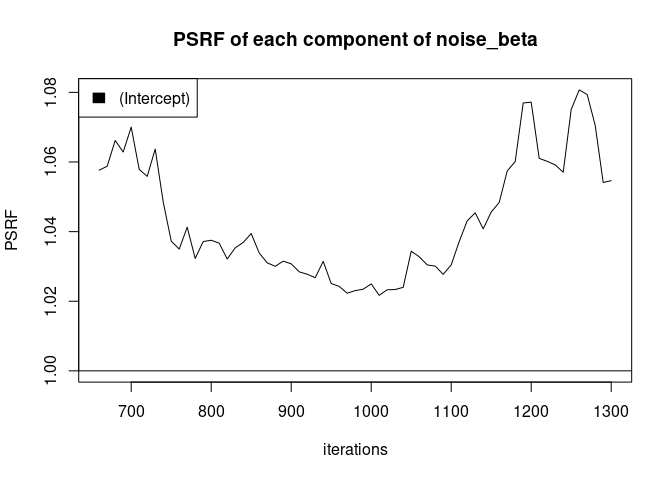 PSRF of each component of noise_beta
(Intercept)
PSRF
1.08
1.06
1.04
1.02
1.00
700 800 900 1000 1100 1200 1300
iterations